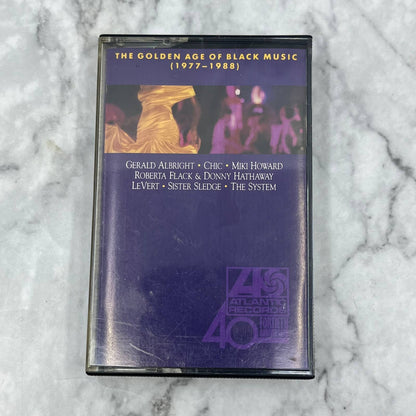 THE GOLDEN AGE OF BLACK MUSIC
(1977–1988)
GERALD ALBRIGHT • CHIC • MIKI HOWARD
ROBERTA FLACK & DONNY HATHAWAY
LEVERT • SISTER SLEDGE • THE SYSTEM
ATLANTIC
RECORDS
40